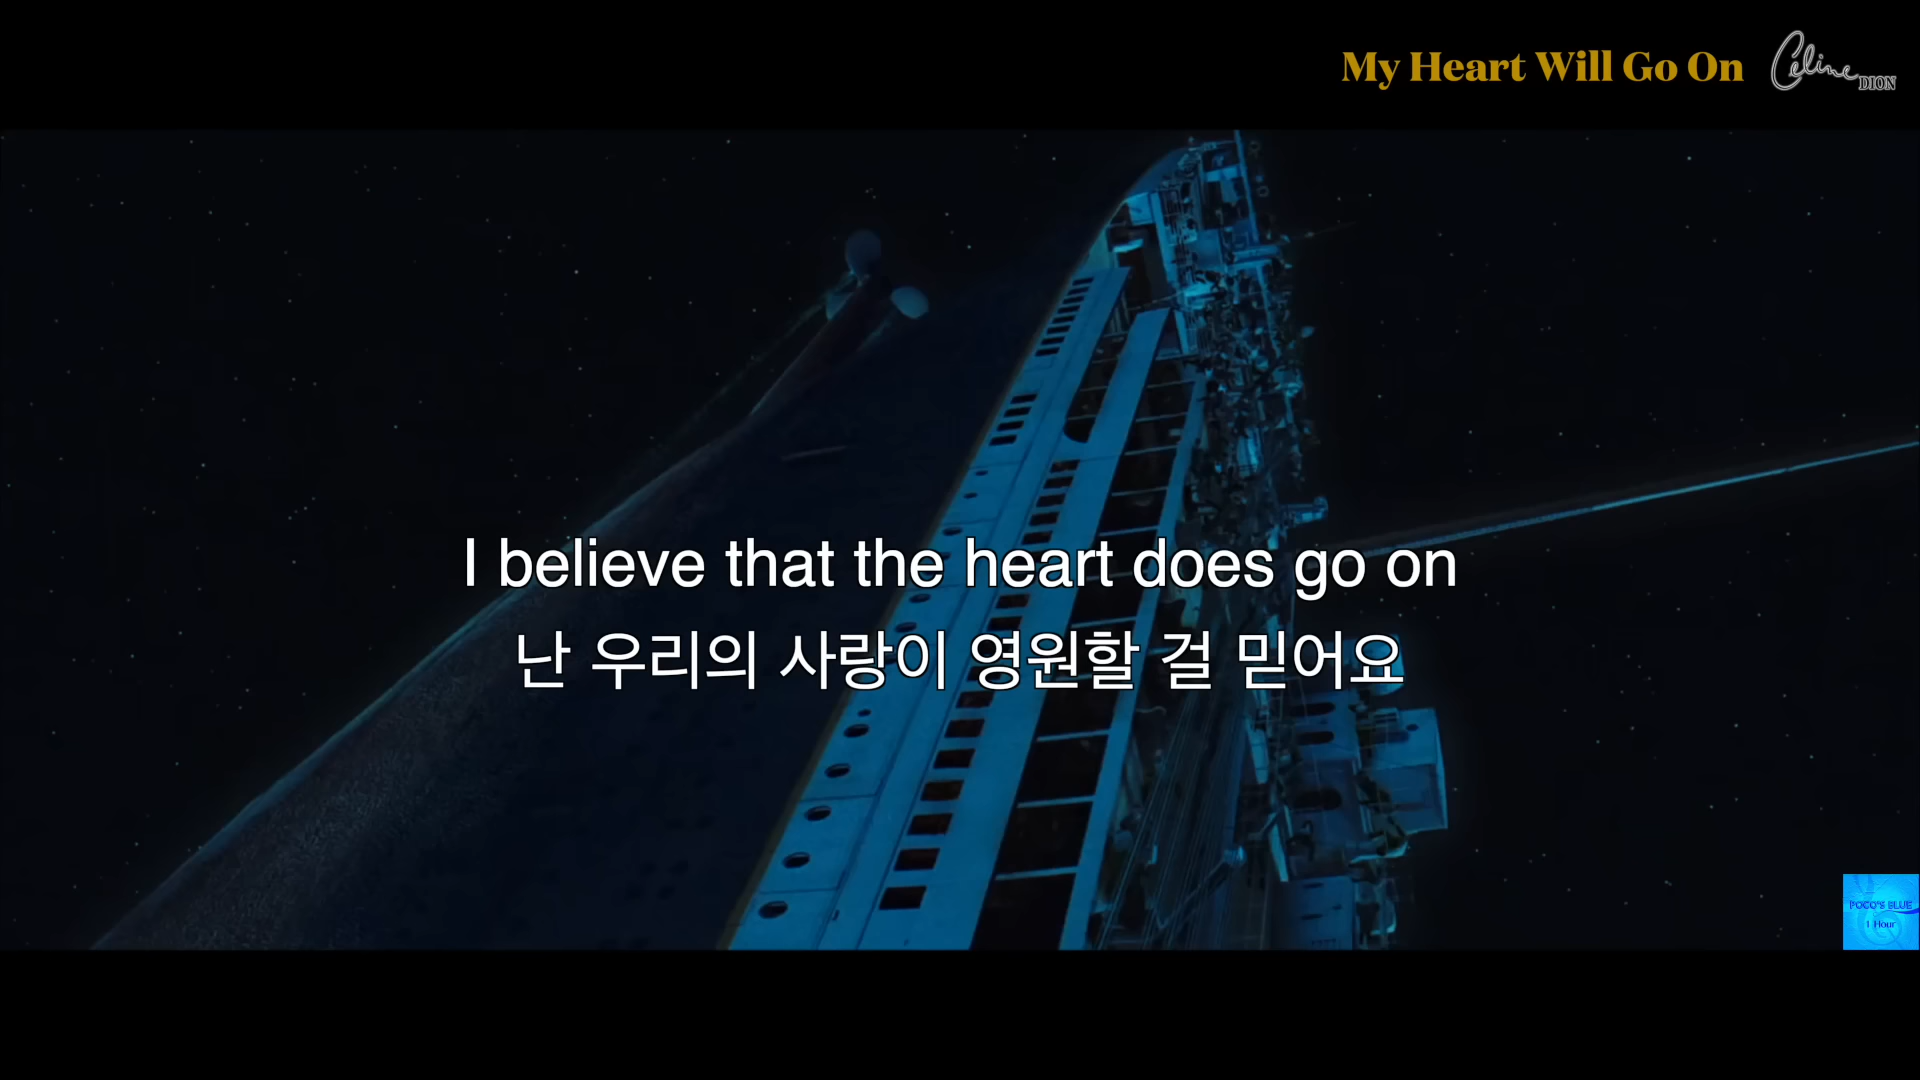 My Heart Will Go On
Celine DION
I believe that the heart does go on
난 우리의 사랑이 영원할 걸 믿어요
POCO'S BLUE
1 Hour